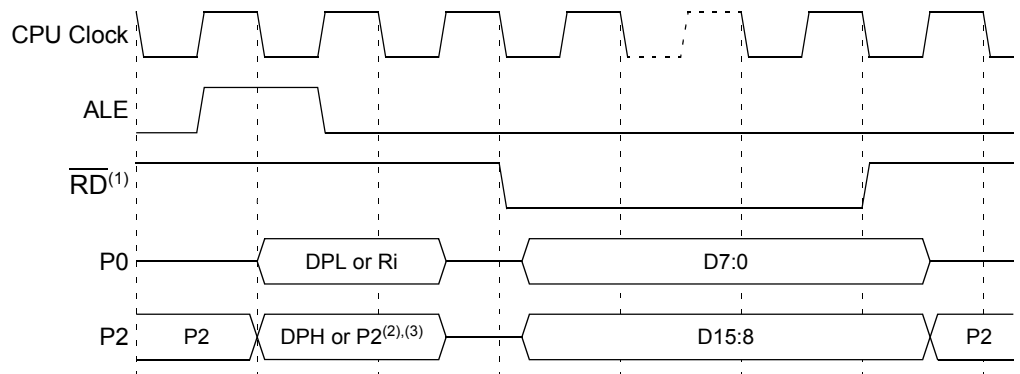 CPU Clock
ALE
RD(1)
P0 DPL or Ri D7:0
P2 P2 DPH or P2(2),(3) D15:8 P2